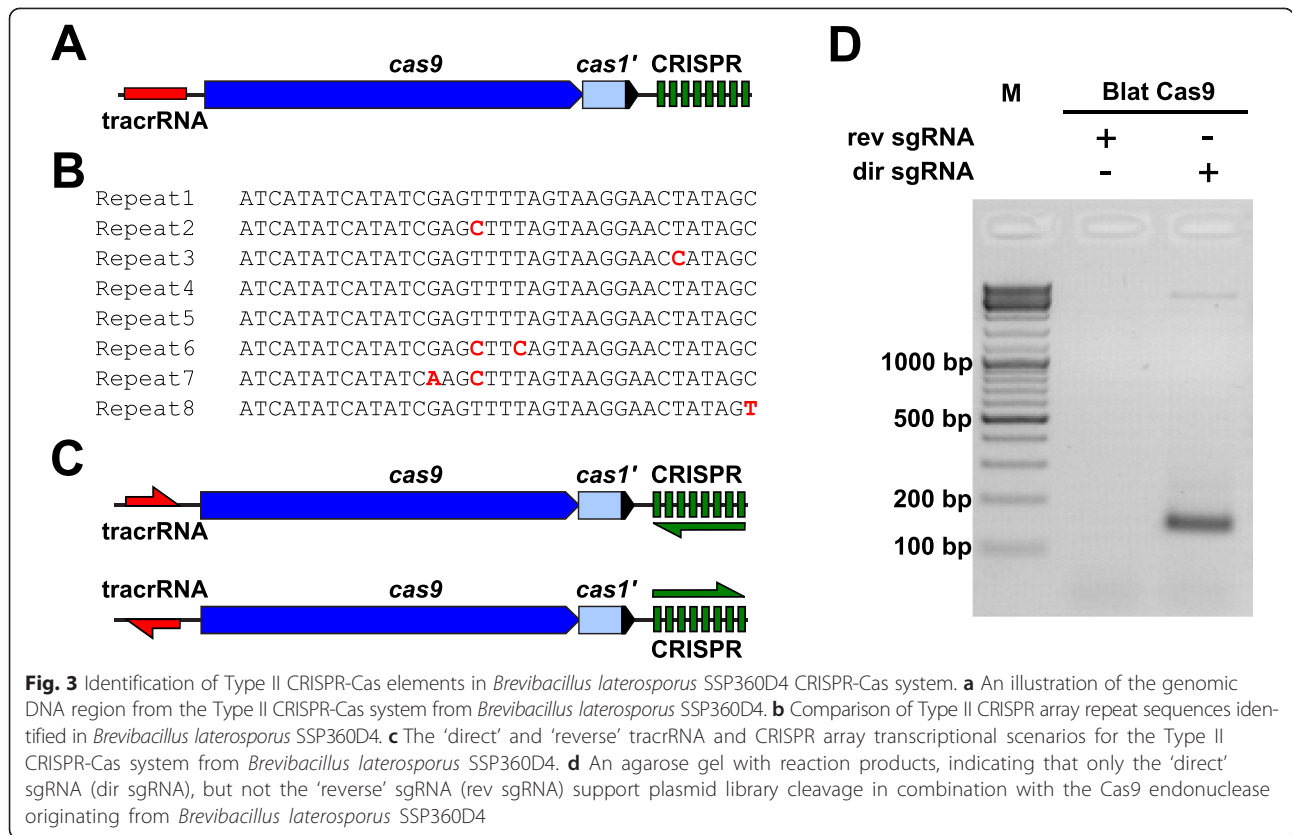 A
cas9
cas1'
CRISPR
tracrRNA
B
Repeat1 ATCATATCATATCGAGTTTTAGTAAGGAACTATAGC
Repeat2 ATCATATCATATCGAGCTTTAGTAAGGAACTATAGC
Repeat3 ATCATATCATATCGAGTTTTAGTAAGGAACCATAGC
Repeat4 ATCATATCATATCGAGTTTTAGTAAGGAACTATAGC
Repeat5 ATCATATCATATCGAGTTTTAGTAAGGAACTATAGC
Repeat6 ATCATATCATATCGAGCTTCAGTAAGGAACTATAGC
Repeat7 ATCATATCATATCAAGCTTTAGTAAGGAACTATAGC
Repeat8 ATCATATCATATCGAGTTTTAGTAAGGAACTATAGT
C
cas9
cas1'
CRISPR
tracrRNA
tracrRNA
cas9
cas1'
CRISPR
D
M
Blat Cas9
rev sgRNA + -
dir sgRNA - +
1000 bp
500 bp
200 bp
100 bp
Fig. 3 Identification of Type II CRISPR-Cas elements in Brevibacillus laterosporus SSP360D4 CRISPR-Cas system. a An illustration of the genomic
DNA region from the Type II CRISPR-Cas system from Brevibacillus laterosporus SSP360D4. b Comparison of Type II CRISPR array repeat sequences iden-
tified in Brevibacillus laterosporus SSP360D4. c The 'direct' and 'reverse' tracrRNA and CRISPR array transcriptional scenarios for the Type II
CRISPR-Cas system from Brevibacillus laterosporus SSP360D4. d An agarose gel with reaction products, indicating that only the 'direct'
sgRNA (dir sgRNA), but not the 'reverse' sgRNA (rev sgRNA) support plasmid library cleavage in combination with the Cas9 endonuclease
originating from Brevibacillus laterosporus SSP360D4